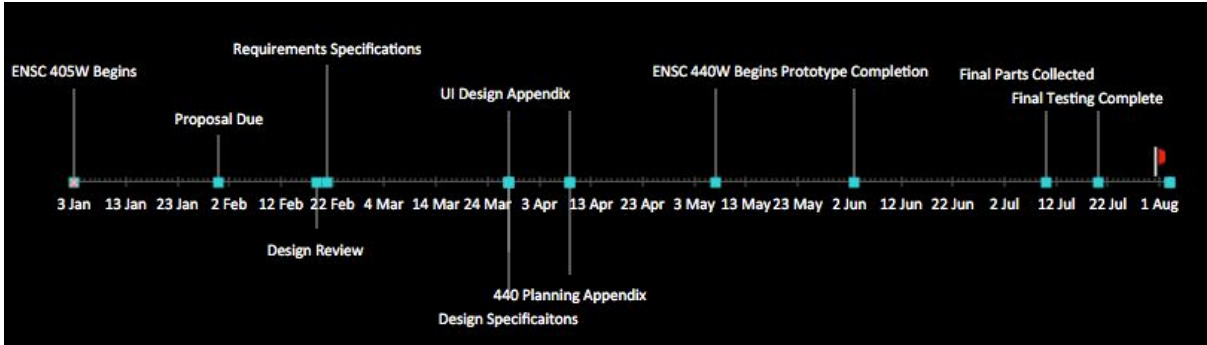 Requirements Specifications
ENSC 405W Begins
ENSC 440W Begins Prototype Completion
Final Parts Collected
UI Design Appendix
Final Testing Complete
Proposal Due
3 Jan 13 Jan 23 Jan 2 Feb 12 Feb 22 Feb 4 Mar 14 Mar 24 Mar 3 Apr 13 Apr 23 Apr 3 May 13 May 23 May 2 Jun 12 Jun 22 Jun 2 Jul 12 Jul 22 Jul 1 Aug
Design Review
440 Planning Appendix
Design Specificaitons